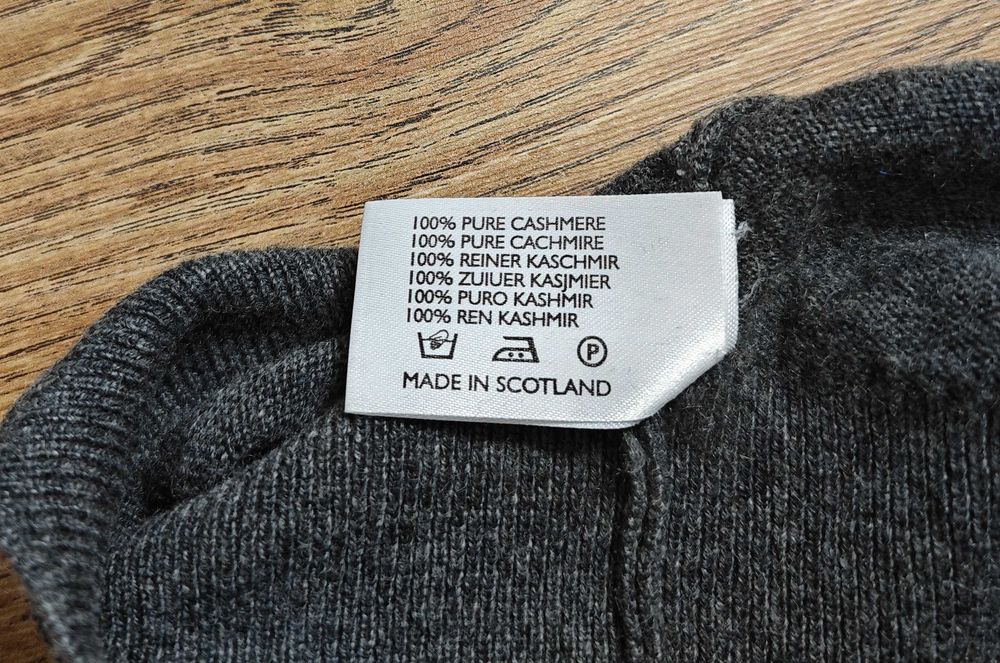 100% PURE CASHMERE
100% PURE CACHMIRE
100% REINER KASCHMIR
100% ZUIUER KASJMIER
100% PURO KASHMIR
100% REN KASHMIR
P
MADE IN SCOTLAND